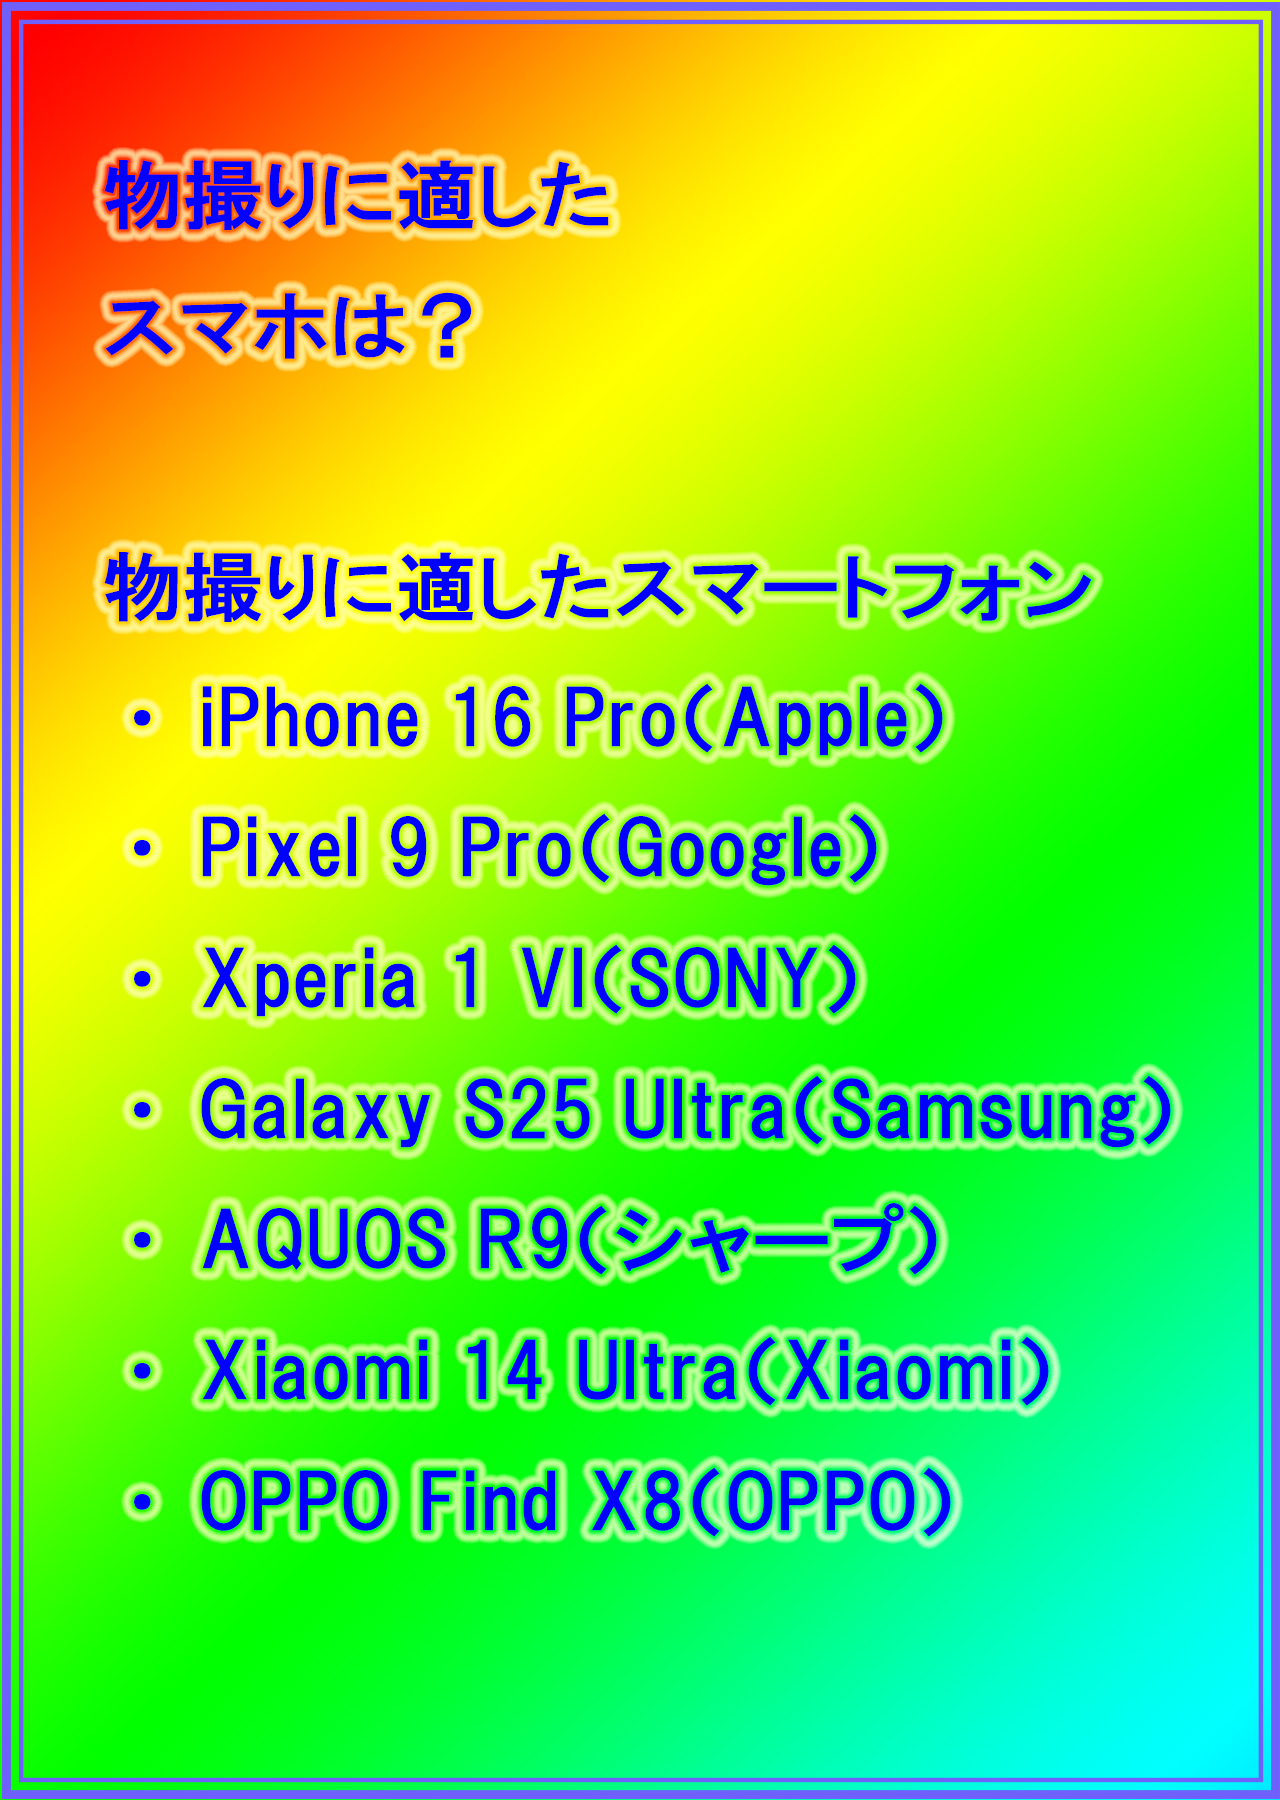 物撮りに適した
スマホは？
物撮りに適したスマートフォン
・ iPhone 16 Pro（Apple）
・ Pixel 9 Pro（Google）
・ Xperia 1 VI（SONY）
・ Galaxy S25 Ultra（Samsung）
・ AQUOS R9（シャープ）
・ Xiaomi 14 Ultra（Xiaomi）
・ OPPO Find X8（OPPO）